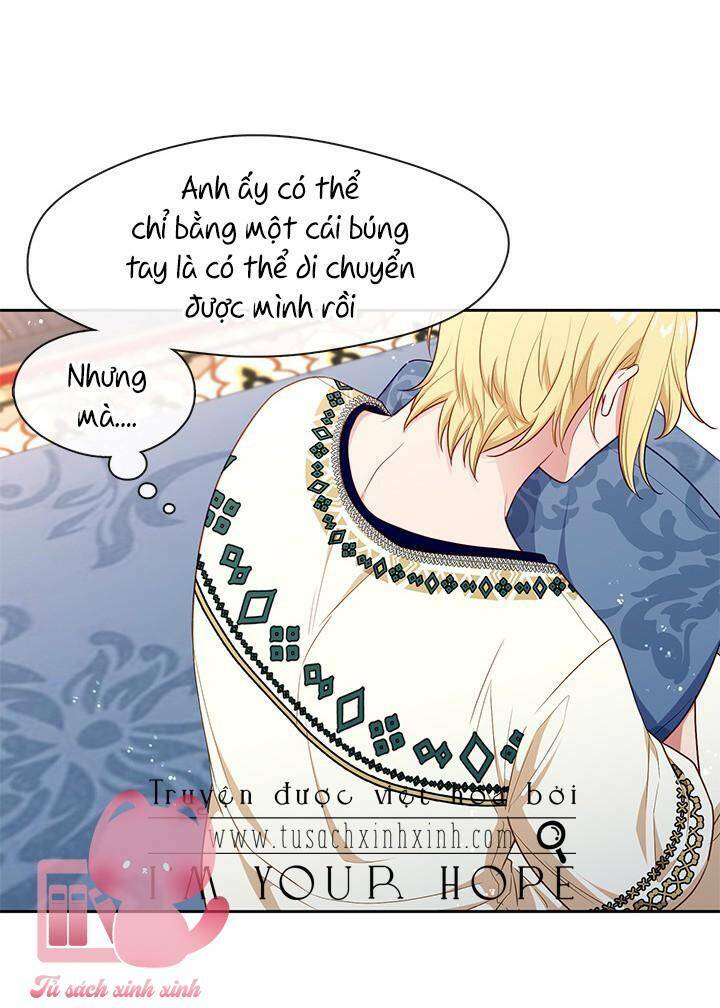 Anh ấy có thể
chỉ bằng một cái búng
tay là có thể di chuyển
được mình rồi
Nhưng
mà....
Truyện được việt hóa bởi
www.tusachxinhxinh.com
I'M YOUR HOPE
Tủ sách xinh xinh